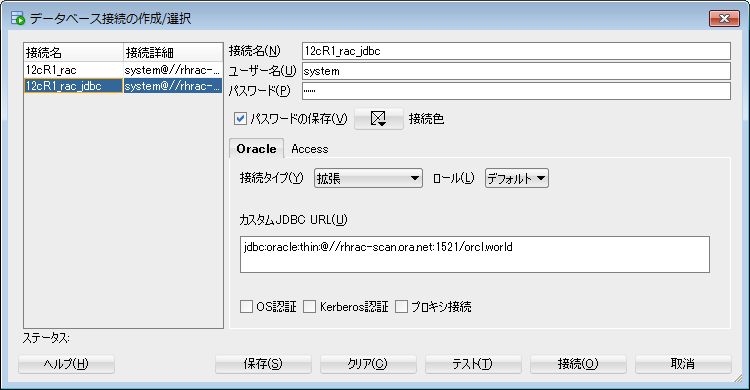 データベース接続の作成/選択
接続名 接続詳細
12cR1_rac system@//rhrac-...
12cR1_rac_jdbc system@//rhrac-...
接続名(N) 12cR1_rac_jdbc
ユーザー名(U) system
パスワード(P) ••••••
パスワードの保存(V) 接続色
Oracle Access
接続タイプ(Y) 拡張 ロール(L) デフォルト
カスタムJDBC URL(U)
jdbc:oracle:thin:@//rhrac-scan.ora.net:1521/orcl.world
OS認証 Kerberos認証 プロキシ接続
ステータス:
ヘルプ(H) 保存(S) クリア(C) テスト(T) 接続(O) 取消